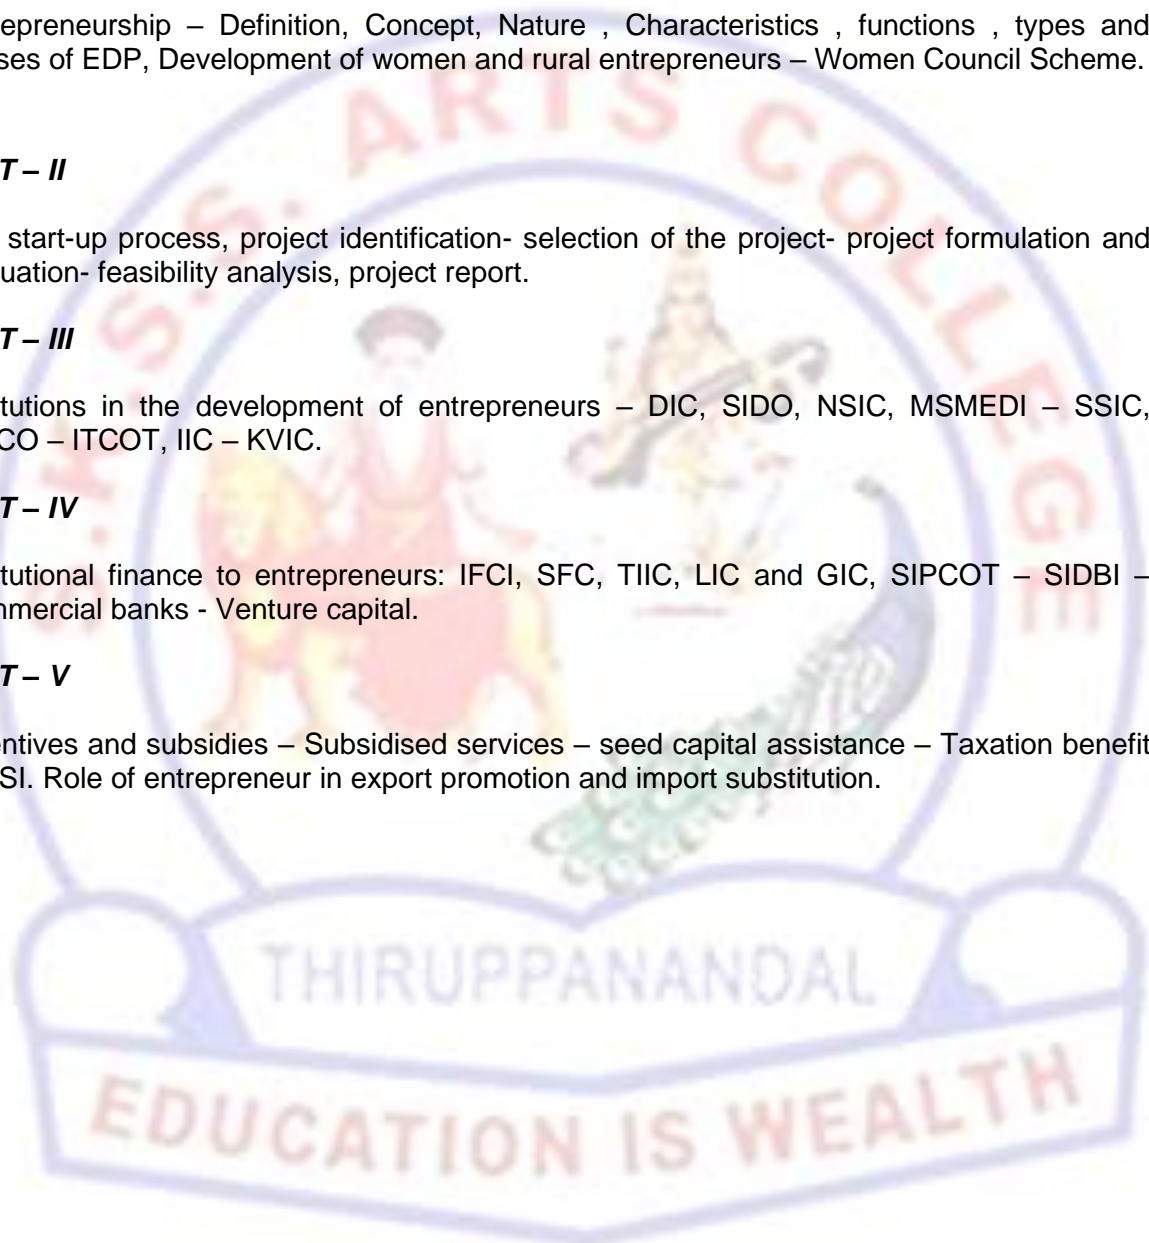 epreneurship – Definition, Concept, Nature , Characteristics , functions , types and
ses of EDP, Development of women and rural entrepreneurs – Women Council Scheme.
T – II
start-up process, project identification- selection of the project- project formulation and
uation- feasibility analysis, project report.
T – III
tutions in the development of entrepreneurs – DIC, SIDO, NSIC, MSMEDI – SSIC,
CO – ITCOT, IIC – KVIC.
T – IV
tutional finance to entrepreneurs: IFCI, SFC, TIIC, LIC and GIC, SIPCOT – SIDBI –
mmercial banks - Venture capital.
T – V
entives and subsidies – Subsidised services – seed capital assistance – Taxation benefit
SI. Role of entrepreneur in export promotion and import substitution.
S.K.S.S. ARTS COLLEGE
THIRUPPANANDAL
EDUCATION IS WEALTH